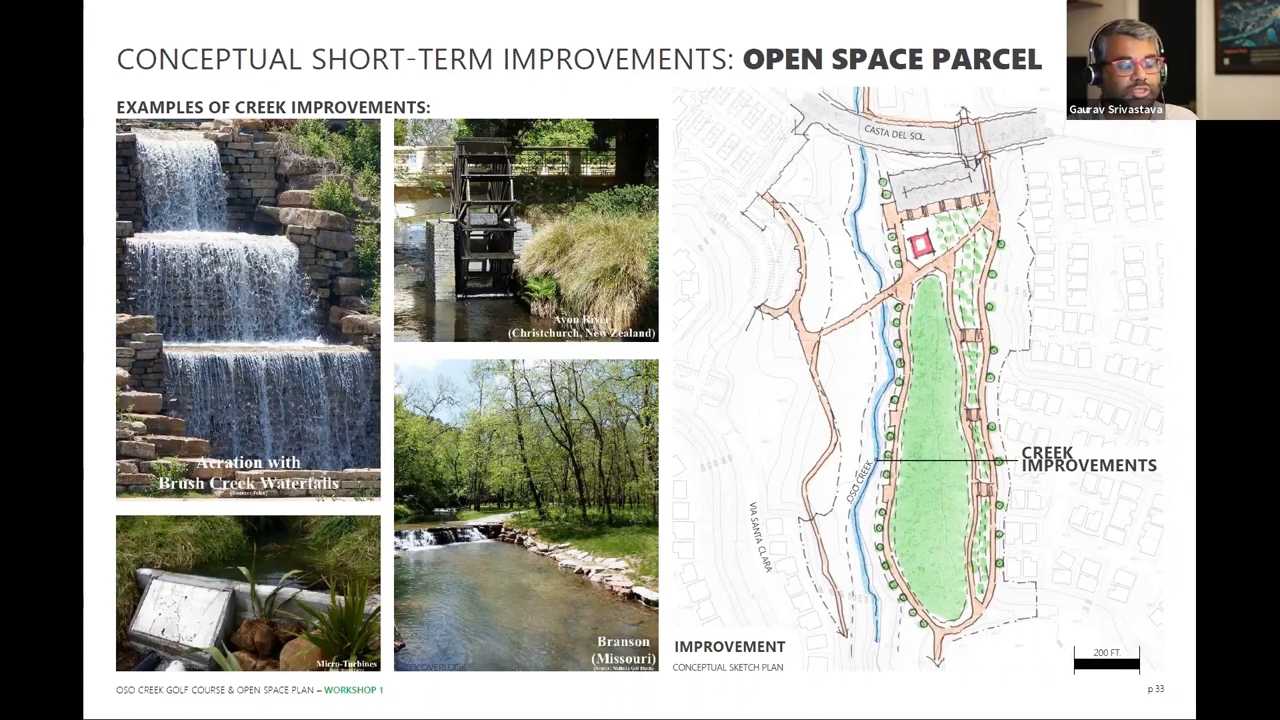 CONCEPTUAL SHORT-TERM IMPROVEMENTS: OPEN SPACE PARCEL
Gaurav Srivastava
EXAMPLES OF CREEK IMPROVEMENTS:
Aeration with
Brush Creek Waterfalls
Avon River
(Christchurch, New Zealand)
Micro-Turbines
Branson
(Missouri)
CASTA DEL SOL
OSO CREEK
VIA SANTA CLARA
CREEK
IMPROVEMENTS
IMPROVEMENT
CONCEPTUAL SKETCH PLAN
200 FT.
OSO CREEK GOLF COURSE & OPEN SPACE PLAN – WORKSHOP 1
p 33